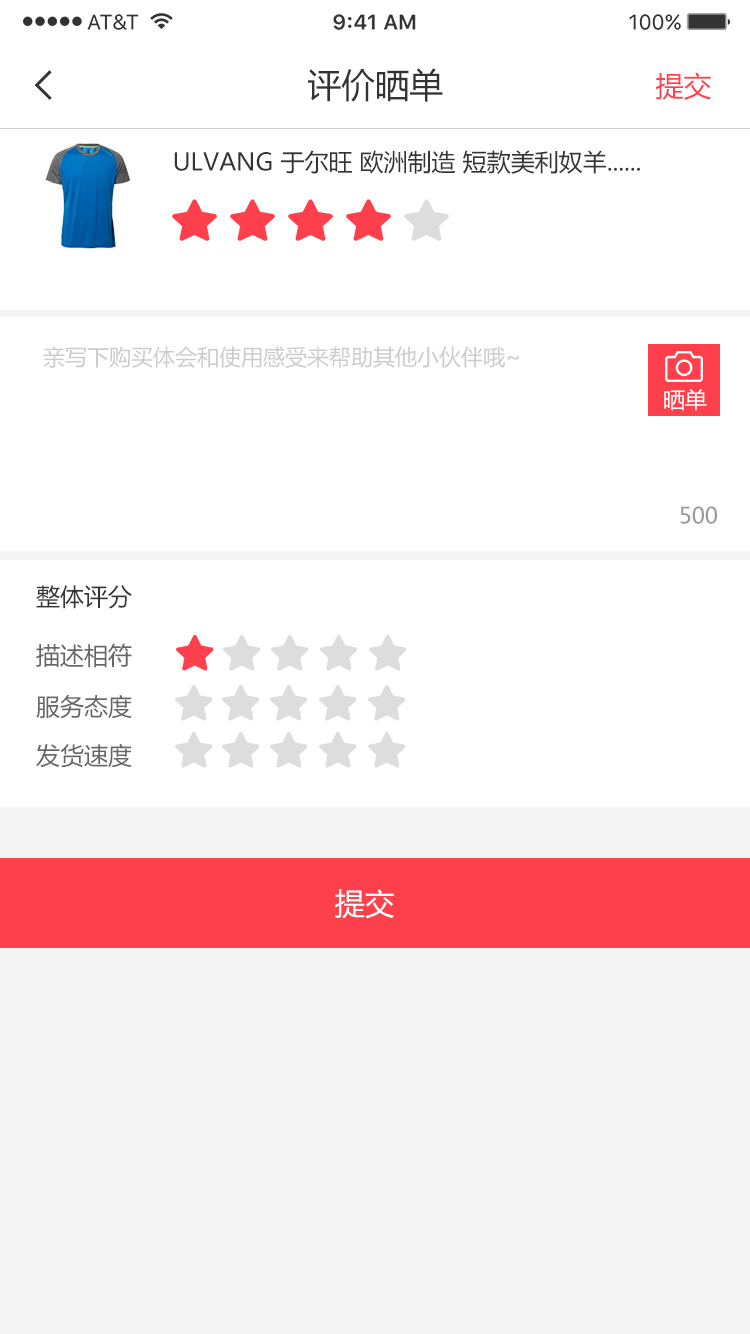 AT&T 9:41 AM 100%
评价晒单 提交
ULVANG 于尔旺 欧洲制造 短款美利奴羊......
亲写下购买体会和使用感受来帮助其他小伙伴哦~
晒单
500
整体评分
描述相符
服务态度
发货速度
提交